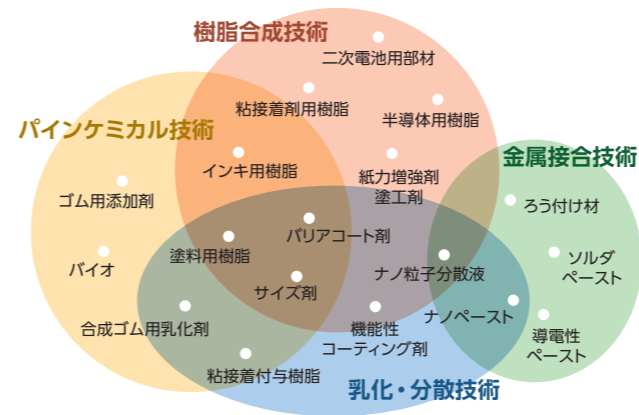 樹脂合成技術
二次電池用部材
粘接着剤用樹脂
半導体用樹脂
パインケミカル技術
金属接合技術
インキ用樹脂
紙力増強剤
塗工剤
ゴム用添加剤
ろう付け材
バリアコート剤
塗料用樹脂
バイオ
ナノ粒子分散液
ソルダ
ペースト
サイズ剤
合成ゴム用乳化剤
機能性
コーティング剤
ナノペースト
導電性
ペースト
粘接着付与樹脂
乳化・分散技術